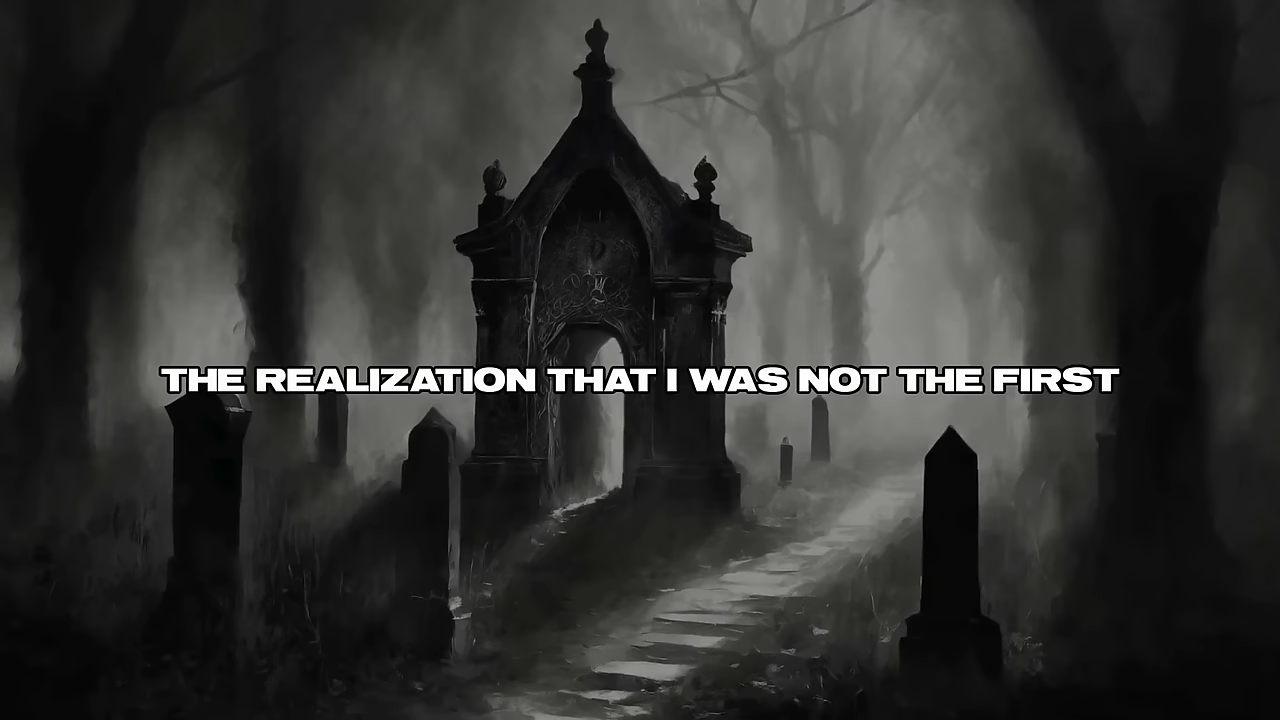 THE REALIZATION THAT I WAS NOT THE FIRST